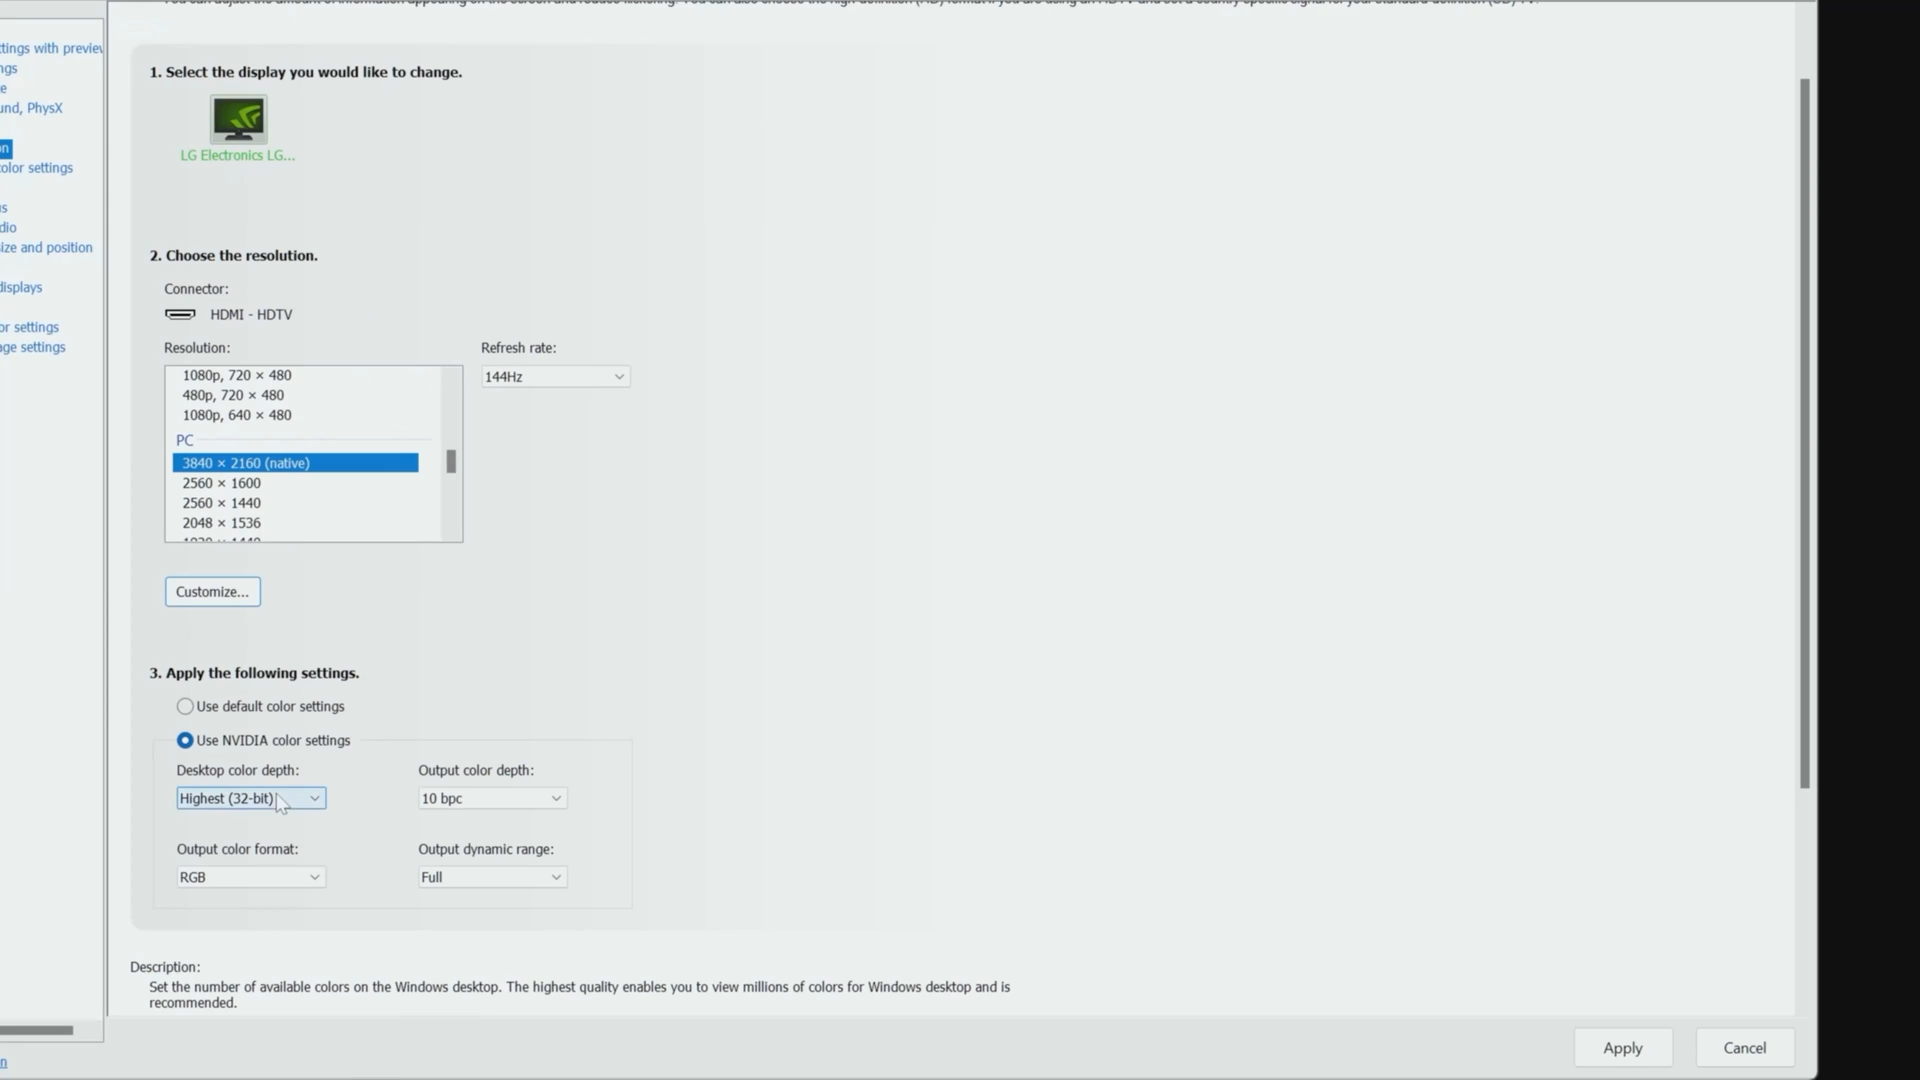 ttings with preview
ngs
e
und, PhysX
on
color settings
us
dio
size and position
displays
or settings
age settings
n
1. Select the display you would like to change.
LG Electronics LG...
2. Choose the resolution.
Connector:
HDMI - HDTV
Resolution:
Refresh rate:
1080p, 720 × 480
480p, 720 × 480
1080p, 640 × 480
PC
3840 × 2160 (native)
2560 × 1600
2560 × 1440
2048 × 1536
144Hz
Customize...
3. Apply the following settings.
Use default color settings
Use NVIDIA color settings
Desktop color depth:
Output color depth:
Highest (32-bit)
10 bpc
Output color format:
Output dynamic range:
RGB
Full
Description:
Set the number of available colors on the Windows desktop. The highest quality enables you to view millions of colors for Windows desktop and is
recommended.
Apply
Cancel